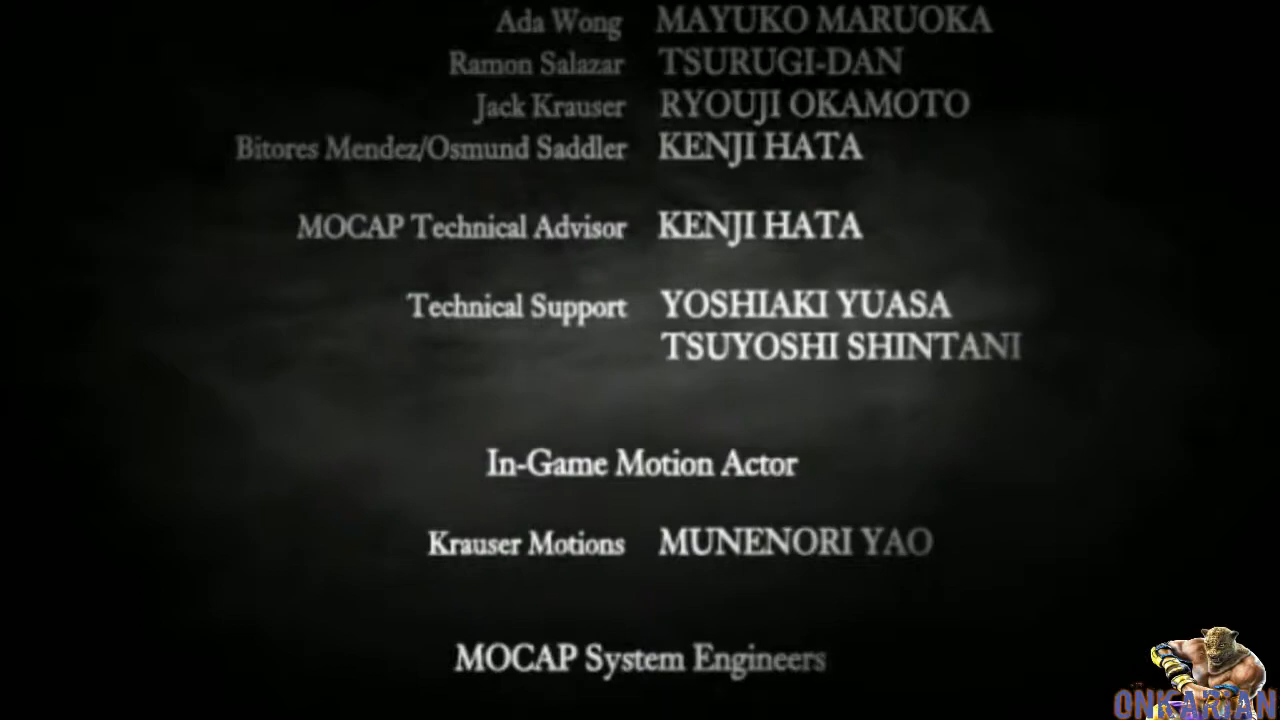 Ada Wong MAYUKO MARUOKA
Ramon Salazar TSURUGI-DAN
Jack Krauser RYOUJI OKAMOTO
Bitores Mendez/Osmund Saddler KENJI HATA
MOCAP Technical Advisor KENJI HATA
Technical Support YOSHIAKI YUASA
TSUYOSHI SHINTANI
In-Game Motion Actor
Krauser Motions MUNENORI YAO
MOCAP System Engineers
ONKARIAN